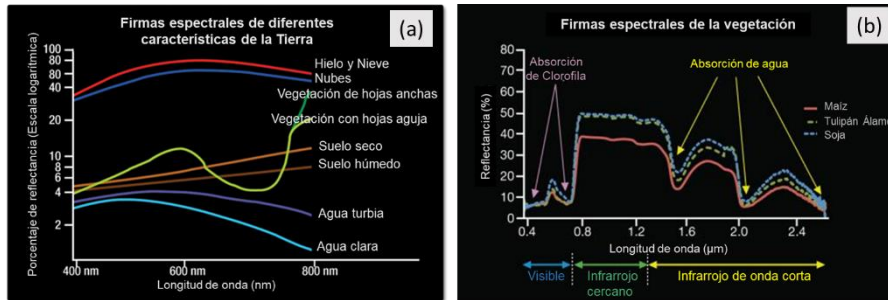 Firmas espectrales de diferentes
características de la Tierra
(a)
Porcentaje de reflectancia (Escala logarítmica)
100
80
60
40
20
10
8
6
4
2
Hielo y Nieve
Nubes
Vegetación de hojas anchas
Vegetación con hojas aguja
Suelo seco
Suelo húmedo
Agua turbia
Agua clara
400 nm
600 nm
800 nm
Longitud de onda (nm)
Firmas espectrales de la vegetación
(b)
Reflectancia (%)
80
70
60
50
40
30
20
10
0
Absorción
de Clorofila
Absorción de agua
Maíz
Tulipán Álamo
Soja
0.4
0.8
1.2
1.6
2.0
2.4
Longitud de onda (µm)
Visible
Infrarrojo
cercano
Infrarrojo de onda corta